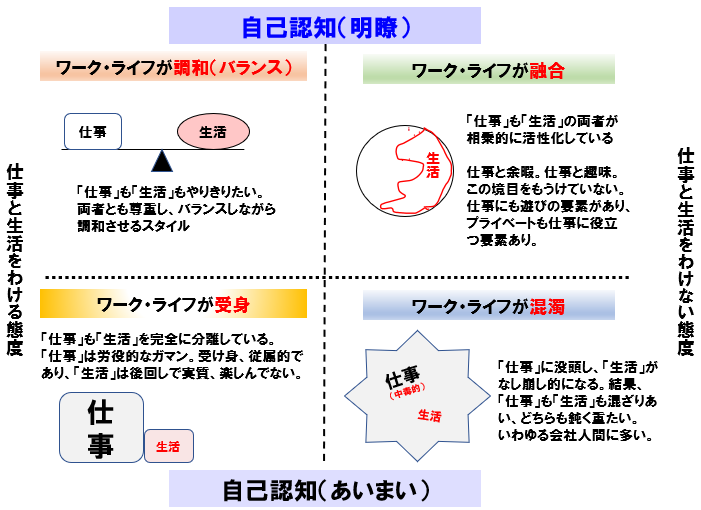 自己認知(明瞭)
ワーク・ライフが調和(バランス)
仕事
生活
「仕事」も「生活」もやりきりたい。
両者とも尊重し、バランスしながら
調和させるスタイル
ワーク・ライフが融合
生活
「仕事」も「生活」の両者が
相乗的に活性化している
仕事と余暇。仕事と趣味。
この境目をもうけていない。
仕事にも遊びの要素があり、
プライベートも仕事に役立
つ要素あり。
仕事と生活をわける態度
仕事と生活をわけない態度
ワーク・ライフが受身
「仕事」も「生活」を完全に分離している。
「仕事」は労役的なガマン。受け身、従属的で
あり、「生活」は後回しで実質、楽しんでない。
仕
事
生活
ワーク・ライフが混濁
仕事
(中毒的)
生活
「仕事」に没頭し、「生活」が
なし崩し的になる。結果、
「仕事」も「生活」も混ざりあ
い、どちらも鈍く重たい。
いわゆる会社人間に多い。
自己認知(あいまい)